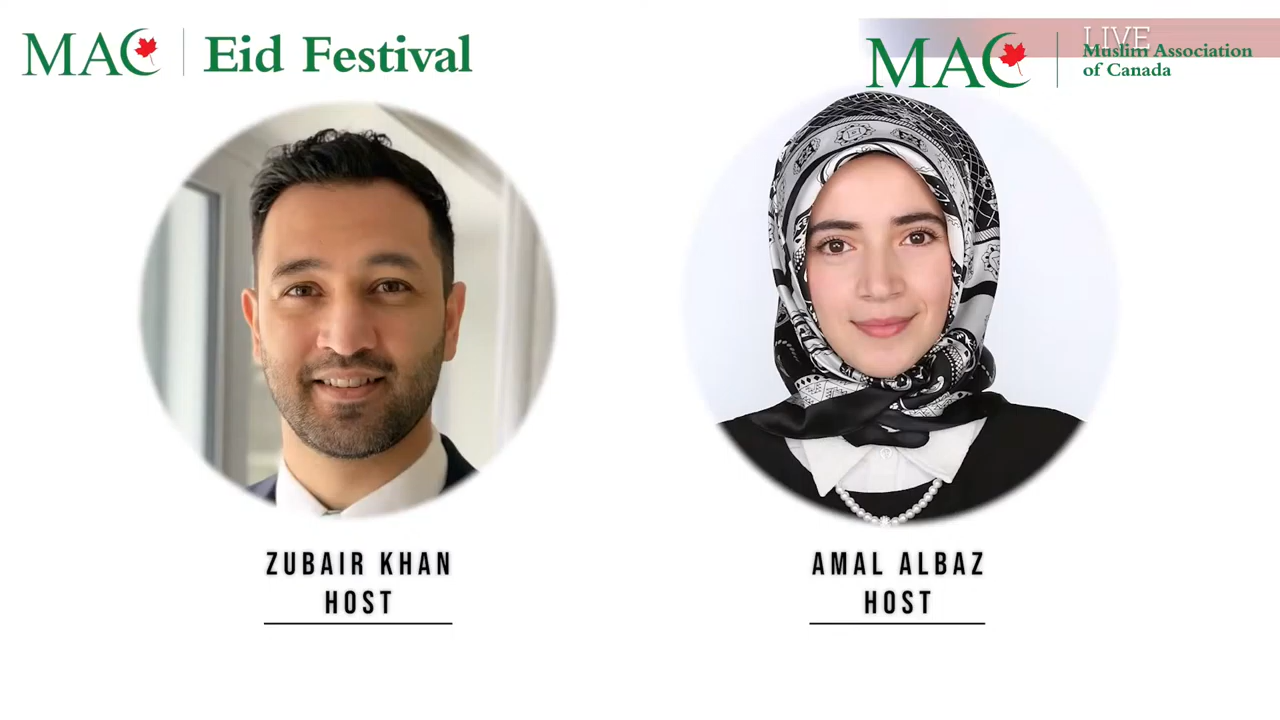 MAC Eid Festival
LIVE
MAC Muslim Association
of Canada
ZUBAIR KHAN
HOST
AMAL ALBAZ
HOST